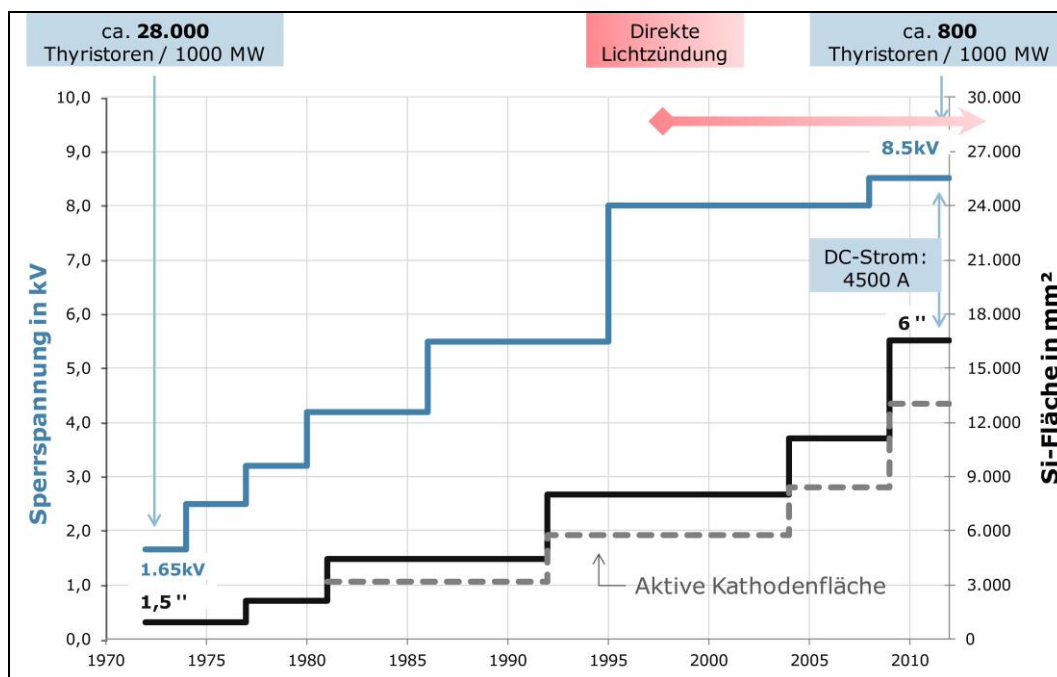 ca. 28.000
Thyristoren / 1000 MW
Direkte
Lichtzündung
ca. 800
Thyristoren / 1000 MW
10,0
9,0
8,0
7,0
6,0
5,0
4,0
3,0
2,0
1,0
0,0
Sperrspannung in kV
30.000
27.000
24.000
21.000
18.000
15.000
12.000
9.000
6.000
3.000
0
Si-Fläche in mm²
8.5kV
DC-Strom:
4500 A
6 ''
1.65kV
1,5 ''
Aktive Kathodenfläche
1970
1975
1980
1985
1990
1995
2000
2005
2010